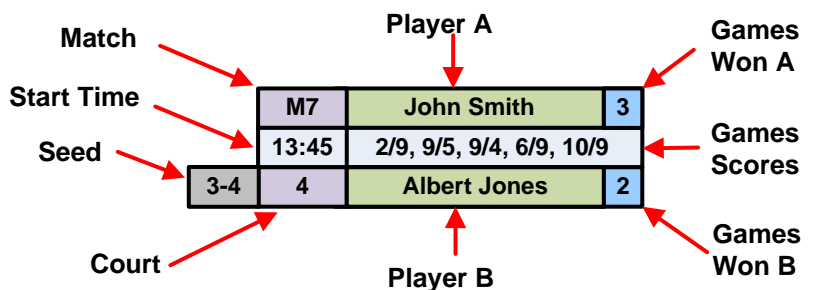 Player A
Match
Games
Won A
Start Time
M7 John Smith 3
13:45 2/9, 9/5, 9/4, 6/9, 10/9
Games
Scores
Seed
3-4 4 Albert Jones 2
Games
Won B
Court
Player B